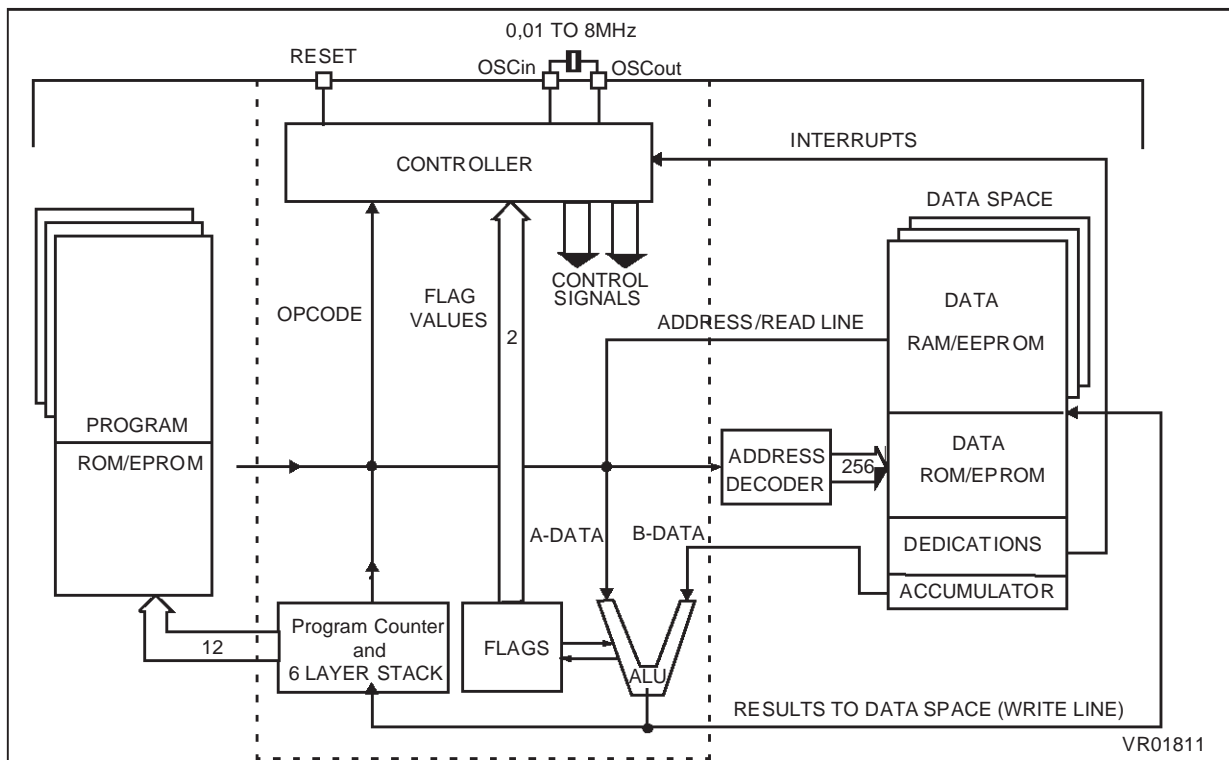 0,01 TO 8MHz
RESET
OSCin
OSCout
INTERRUPTS
CONTROLLER
DATA SPACE
CONTROL
SIGNALS
FLAG
VALUES
OPCODE
2
ADDRESS/READ LINE
DATA
RAM/EEPROM
PROGRAM
ROM/EPROM
ADDRESS
DECODER
256
DATA
ROM/EPROM
A-DATA
B-DATA
DEDICATIONS
ACCUMULATOR
12
Program Counter
and
6 LAYER STACK
FLAGS
ALU
RESULTS TO DATA SPACE (WRITE LINE)
VR01811